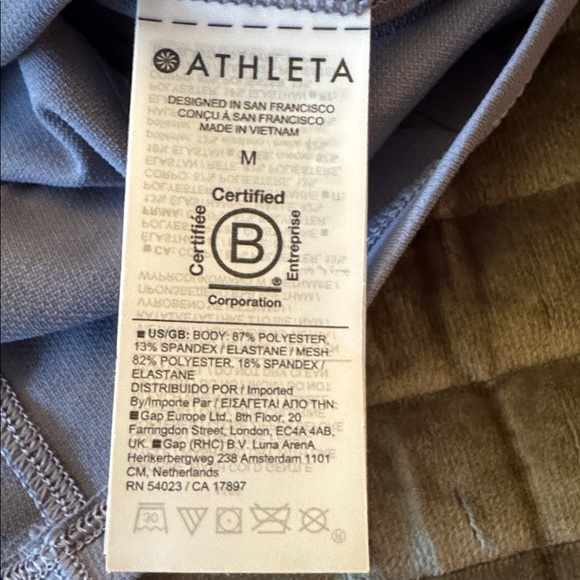 ATHLETA
DESIGNED IN SAN FRANCISCO
CONÇU À SAN FRANCISCO
MADE IN VIETNAM
M
Certified
Certifiée
B
Entreprise
®
Corporation
US/GB: BODY: 87% POLYESTER,
13% SPANDEX / ELASTANE / MESH:
82% POLYESTER, 18% SPANDEX /
ELASTANE
DISTRIBUIDO POR / Imported
By/Importe Par / ΕΙΣΑΓΕΤΑΙ ΑΠΟ ΤΗΝ:
Gap Europe Ltd., 8th Floor, 20
Farringdon Street, London, EC4A 4AB,
UK. Gap (RHC) B.V. Luna ArenA,
Herikerbergweg 238 Amsterdam 1101
CM, Netherlands
RN 54023 / CA 17897
30